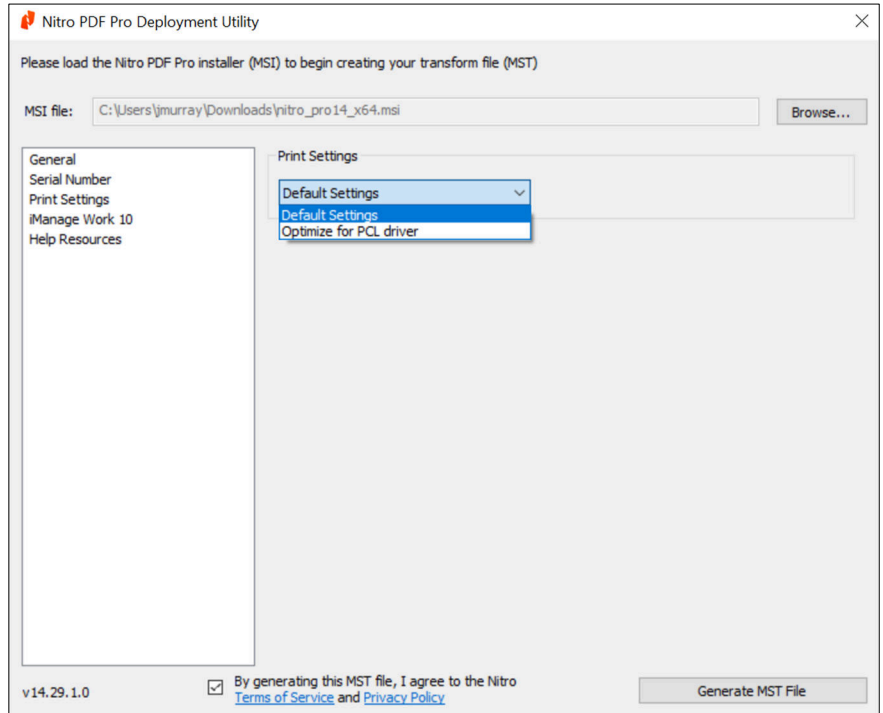 Nitro PDF Pro Deployment Utility
Please load the Nitro PDF Pro installer (MSI) to begin creating your transform file (MST)
MSI file:
C:\Users\jmurray\Downloads\nitro_pro14_x64.msi
Browse...
General
Serial Number
Print Settings
iManage Work 10
Help Resources
Print Settings
Default Settings
Default Settings
Optimize for PCL driver
v14.29.1.0
By generating this MST file, I agree to the Nitro
Terms of Service and Privacy Policy
Generate MST File